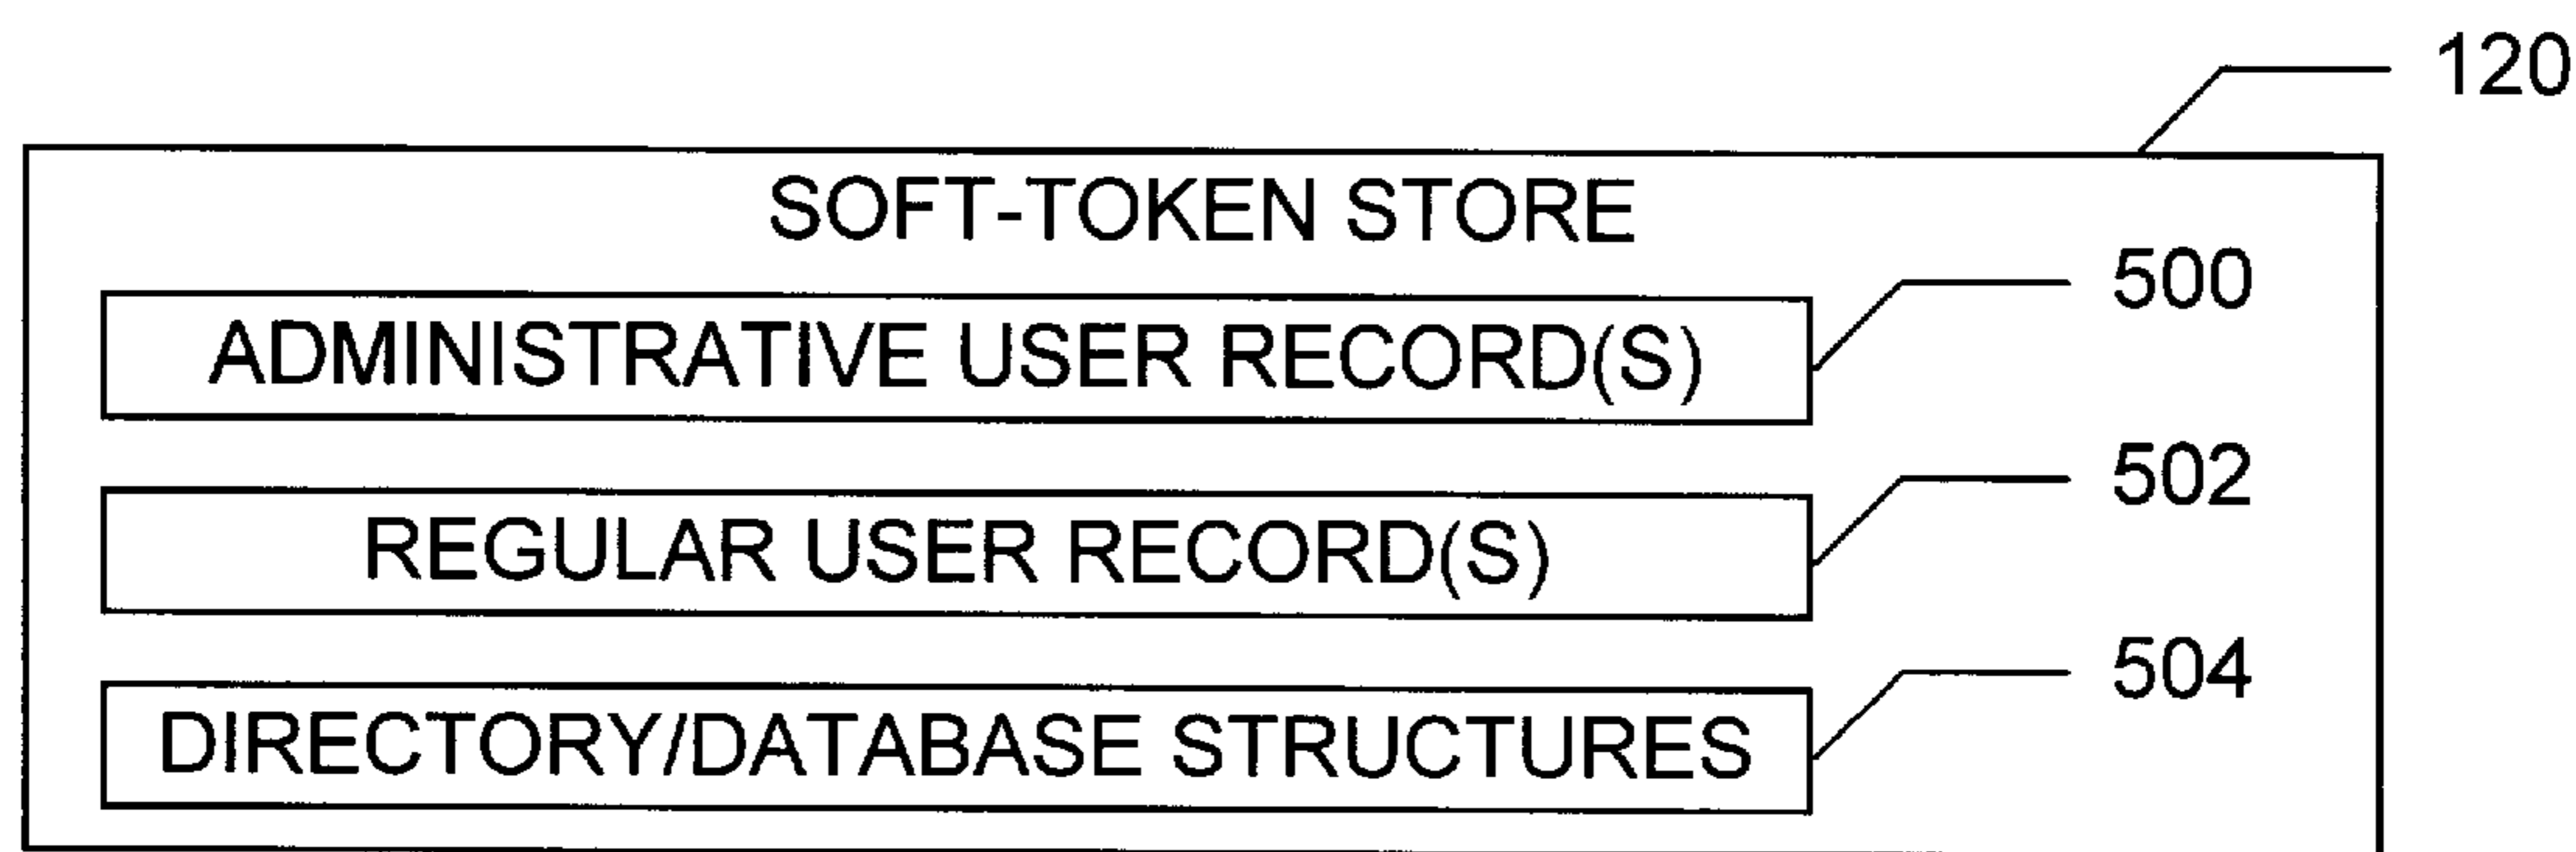 120
SOFT-TOKEN STORE
500
ADMINISTRATIVE USER RECORD(S)
502
REGULAR USER RECORD(S)
504
DIRECTORY/DATABASE STRUCTURES